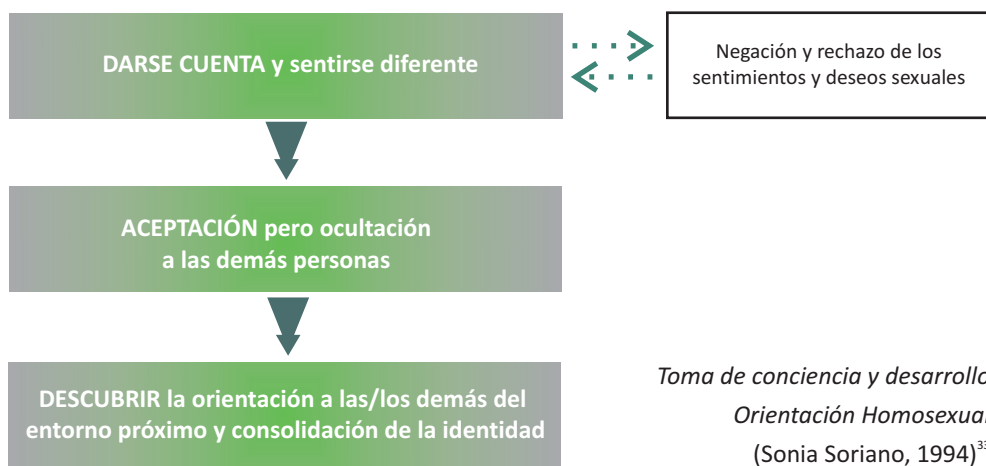 DARSE CUENTA y sentirse diferente
Negación y rechazo de los
sentimientos y deseos sexuales
ACEPTACIÓN pero ocultación
a las demás personas
DESCUBRIR la orientación a las/los demás del
entorno próximo y consolidación de la identidad
Toma de conciencia y desarrollo
Orientación Homosexual
(Sonia Soriano, 1994)³³